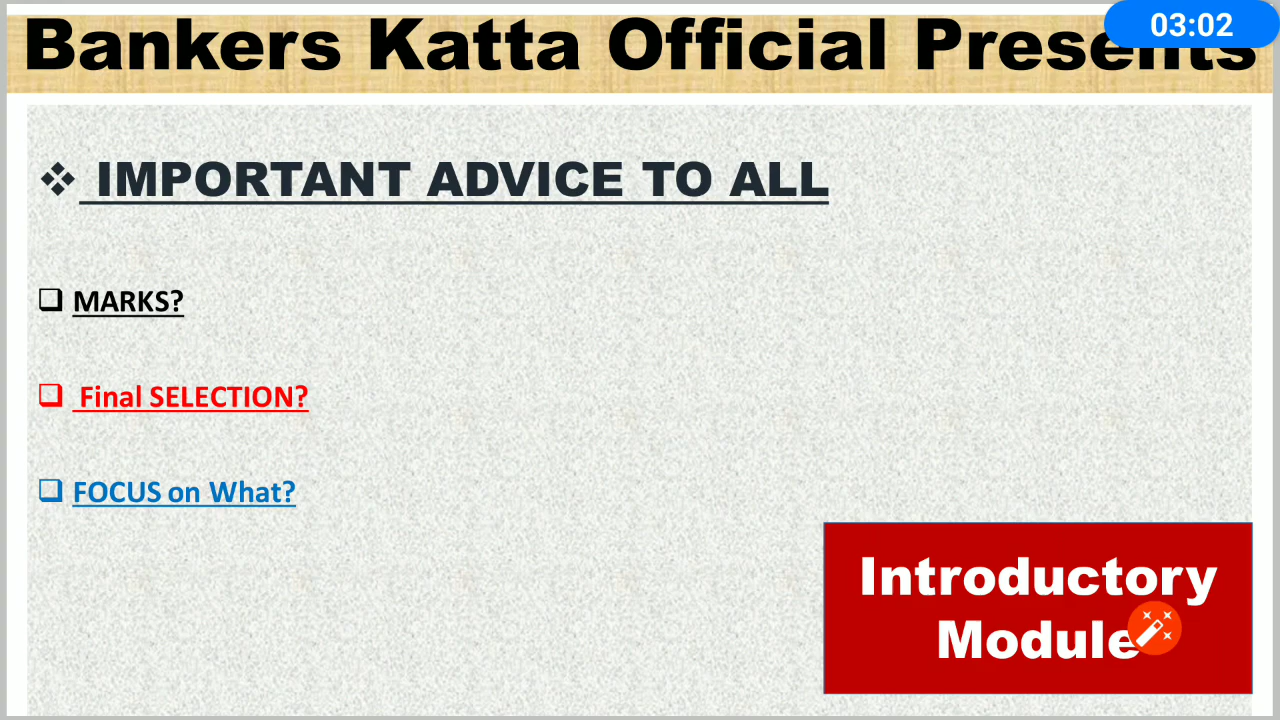 Bankers Katta Official Presents
03:02
IMPORTANT ADVICE TO ALL
MARKS?
Final SELECTION?
FOCUS on What?
Introductory
Module